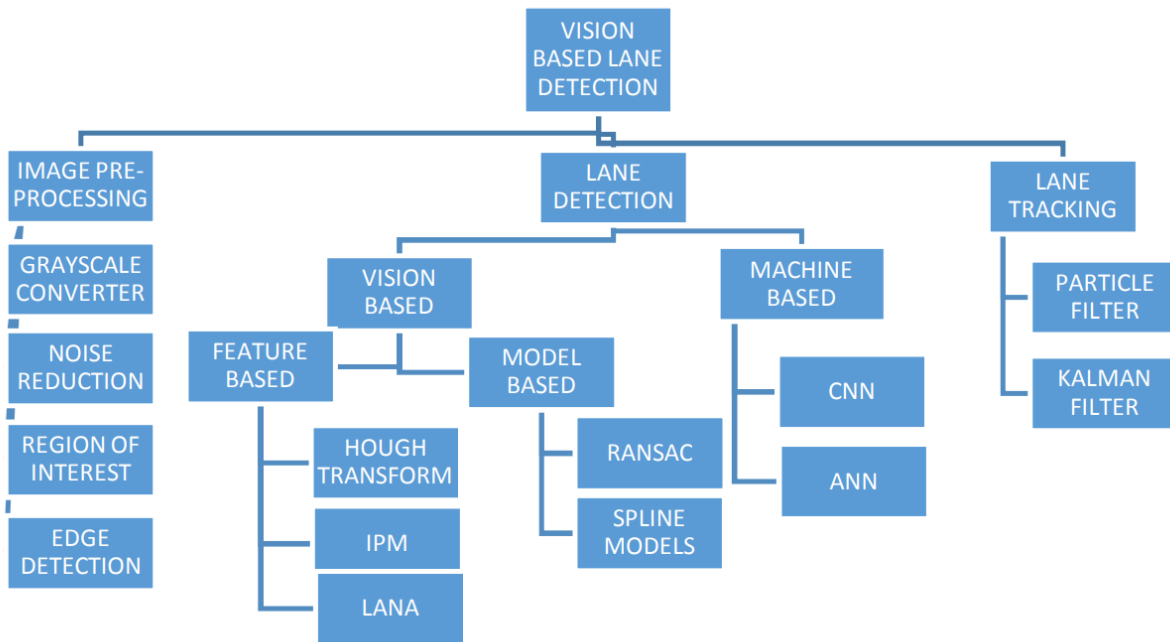 VISION
BASED LANE
DETECTION
IMAGE PRE-
PROCESSING
GRAYSCALE
CONVERTER
NOISE
REDUCTION
REGION OF
INTEREST
EDGE
DETECTION
LANE
DETECTION
VISION
BASED
FEATURE
BASED
HOUGH
TRANSFORM
IPM
LANA
MODEL
BASED
RANSAC
SPLINE
MODELS
MACHINE
BASED
CNN
ANN
LANE
TRACKING
PARTICLE
FILTER
KALMAN
FILTER